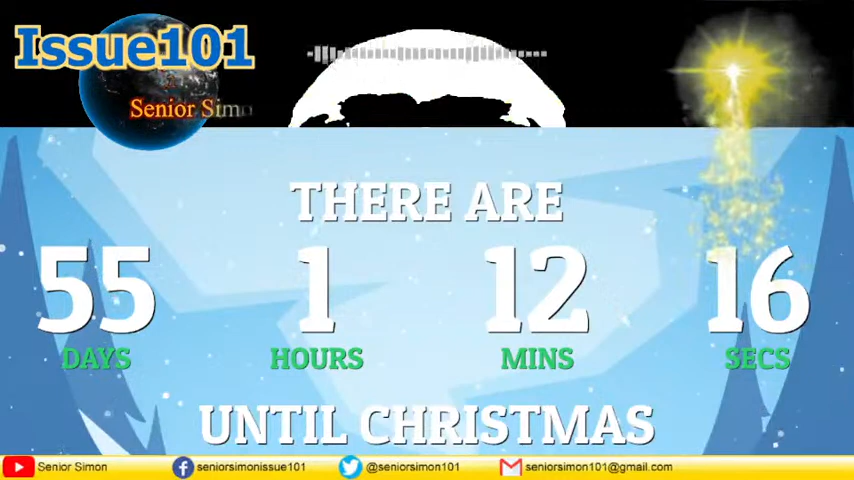 Issue101
Senior Simo
THERE ARE
55 1 12 16
DAYS HOURS MINS SECS
UNTIL CHRISTMAS
Senior Simon seniorsimonissue101 @seniorsimon101 seniorsimon101@gmail.com